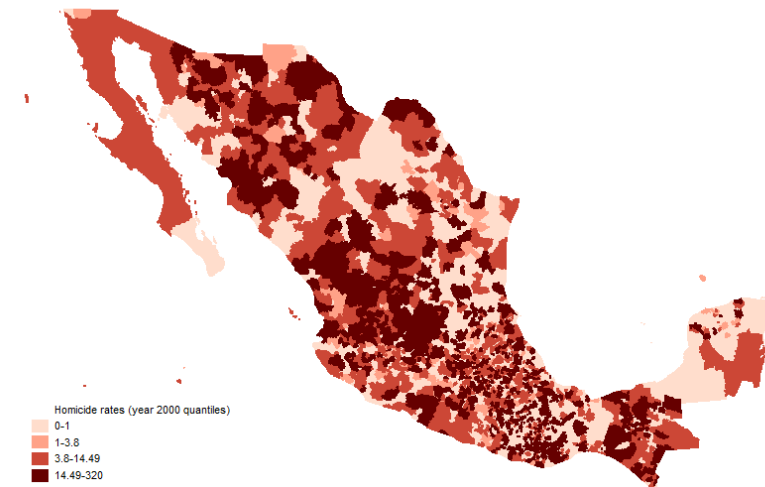 Homicide rates (year 2000 quantiles)
0-1
1-3.8
3.8-14.49
14.49-320